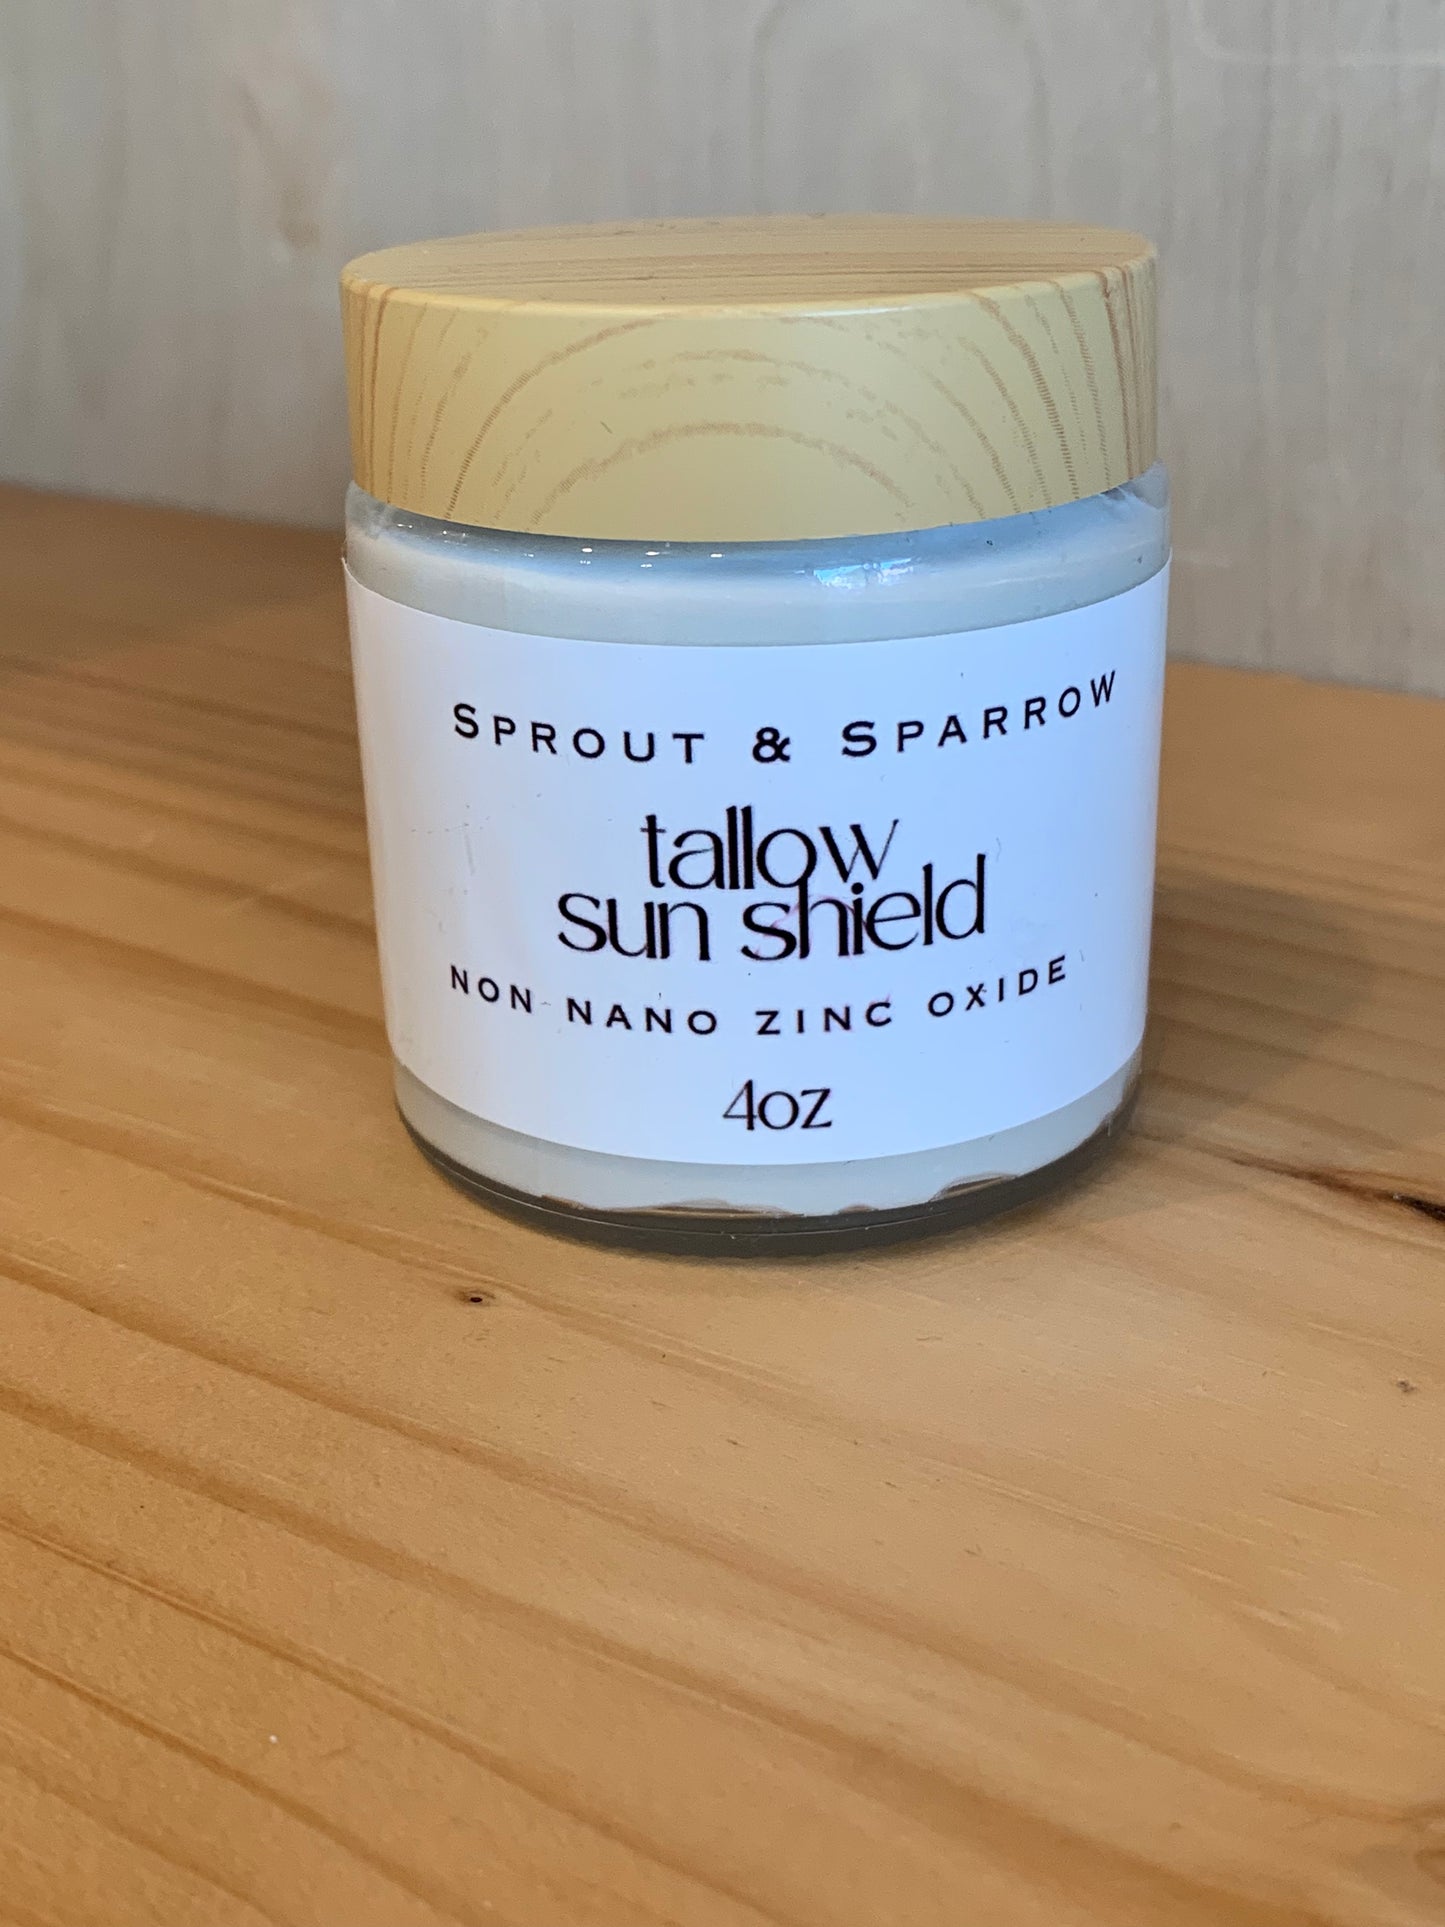 SPROUT & SPARROW
tallow
sun shield
NON NANO ZINC OXIDE
4oz